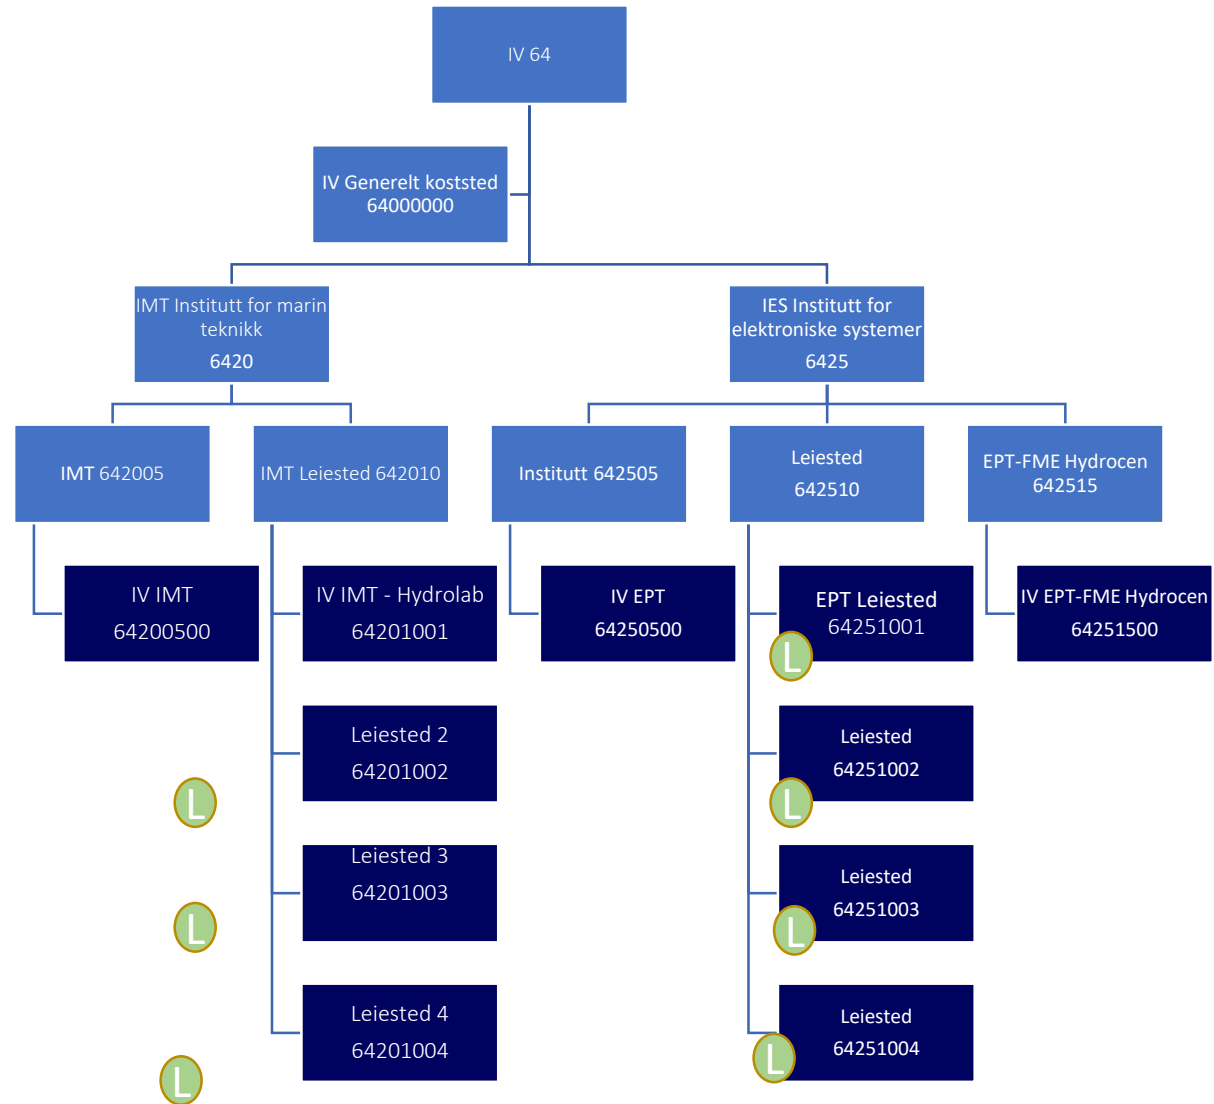 IV 64
IV Generelt koststed
64000000
IMT Institutt for marin
teknikk
6420
IES Institutt for
elektroniske systemer
6425
IMT 642005
IMT Leiested 642010
Institutt 642505
Leiested
642510
EPT-FME Hydrocen
642515
IV IMT
64200500
IV IMT - Hydrolab
64201001
IV EPT
64250500
EPT Leiested
64251001
L
IV EPT-FME Hydrocen
64251500
Leiested 2
64201002
L
Leiested
64251002
L
Leiested 3
64201003
L
Leiested
64251003
L
Leiested 4
64201004
L
Leiested
64251004
L